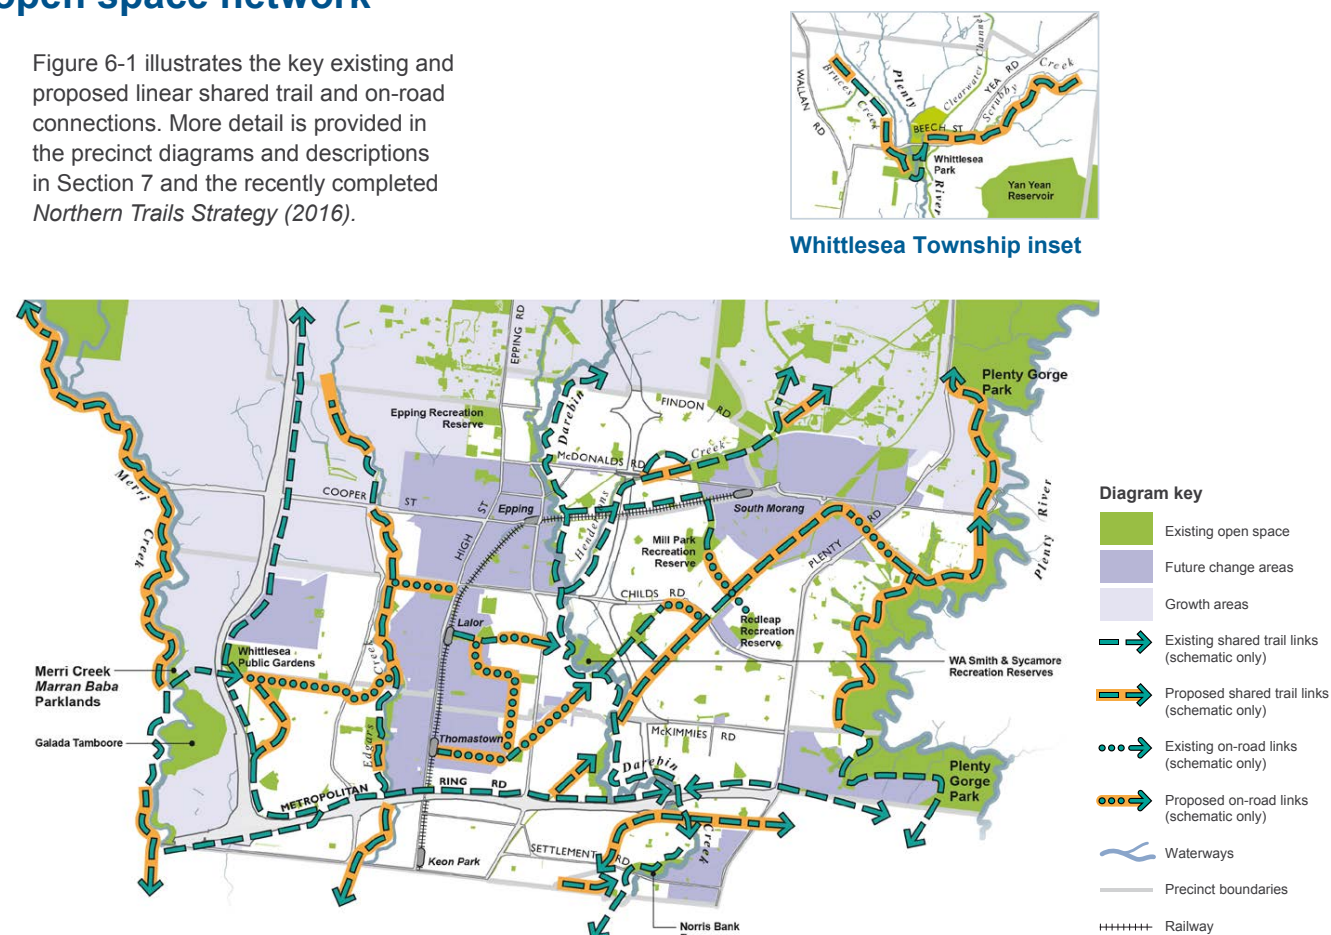 open space network
Figure 6-1 illustrates the key existing and
proposed linear shared trail and on-road
connections. More detail is provided in
the precinct diagrams and descriptions
in Section 7 and the recently completed
Northern Trails Strategy (2016).
WALLAN
RD
Bruces Creek
Plenty
River
Clearwater Channel
YEA RD
Scrubby
Creek
BEECH ST
Whittlesea
Park
Yan Yean
Reservoir
Whittlesea Township inset
EPPING RD
Plenty Gorge
Park
Epping Recreation
Reserve
Darebin
FINDON RD
McDONALDS RD
Creek
Merri
Creek
COOPER ST
HIGH ST
Epping
Hendersons
South Morang
Mill Park
Recreation
Reserve
PLENTY RD
Plenty River
CHILDS RD
Lalor
Redleap
Recreation
Reserve
Whittlesea
Public Gardens
Merri Creek
Marran Baba
Parklands
WA Smith & Sycamore
Recreation Reserves
Galada Tamboore
Edgars
Creek
Thomastown
McKIMMIES RD
Darebin
Creek
METROPOLITAN RING RD
Plenty
Gorge
Park
Keon Park
SETTLEMENT RD
Norris Bank
Diagram key
Existing open space
Future change areas
Growth areas
Existing shared trail links
(schematic only)
Proposed shared trail links
(schematic only)
Existing on-road links
(schematic only)
Proposed on-road links
(schematic only)
Waterways
Precinct boundaries
Railway